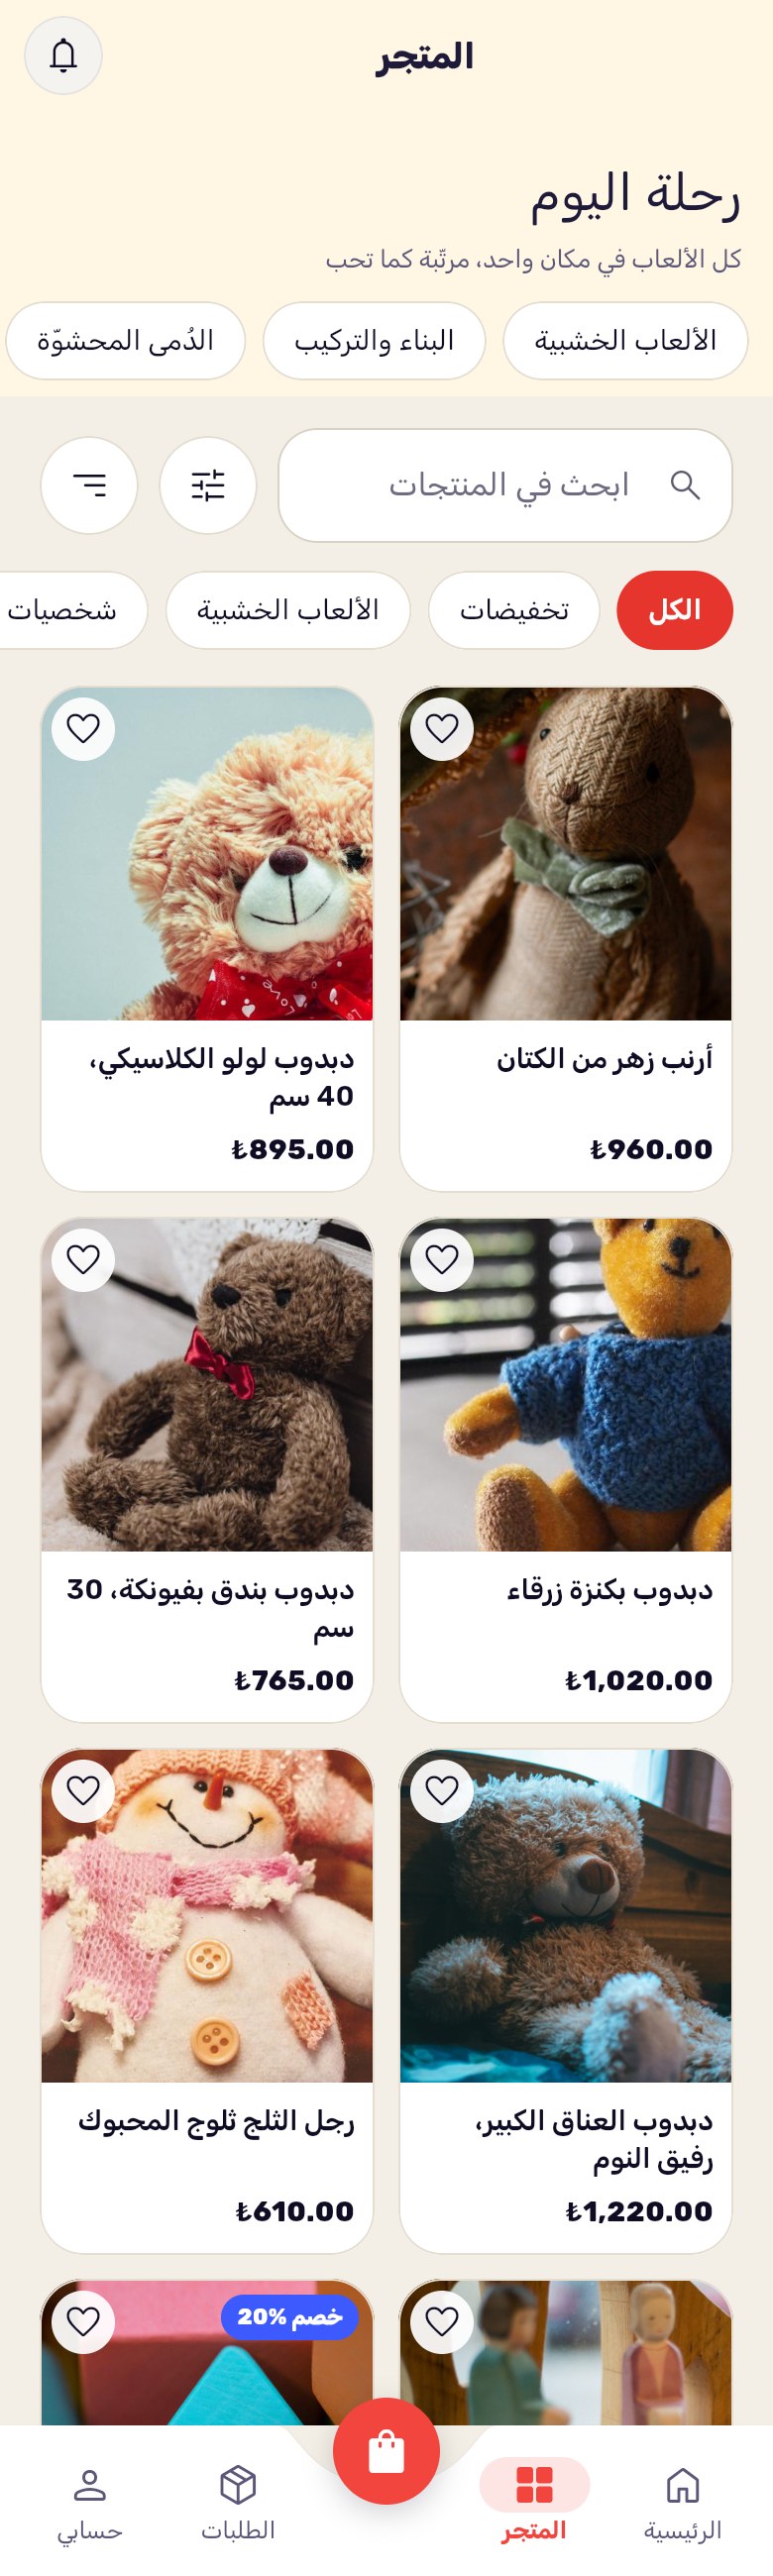 المتجر
رحلة اليوم
كل الألعاب في مكان واحد، مرتّبة كما تحب
الألعاب الخشبية
البناء والتركيب
الدُمى المحشوّة
ابحث في المنتجات
الكل
تخفيضات
الألعاب الخشبية
شخصيات
أرنب زهر من الكتان
₺960.00
دبدوب لولو الكلاسيكي،
40 سم
₺895.00
دبدوب بكنزة زرقاء
₺1,020.00
دبدوب بندق بفيونكة، 30
سم
₺765.00
دبدوب العناق الكبير،
رفيق النوم
₺1,220.00
رجل الثلج ثلوج المحبوك
₺610.00
خصم 20%
الرئيسية
المتجر
الطلبات
حسابي